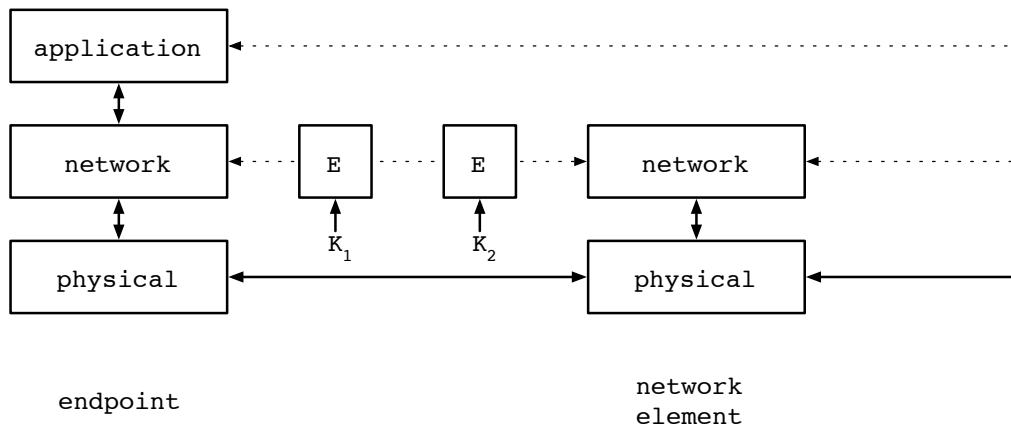 application
network
E
E
network
K1
K2
physical
physical
endpoint
network
element